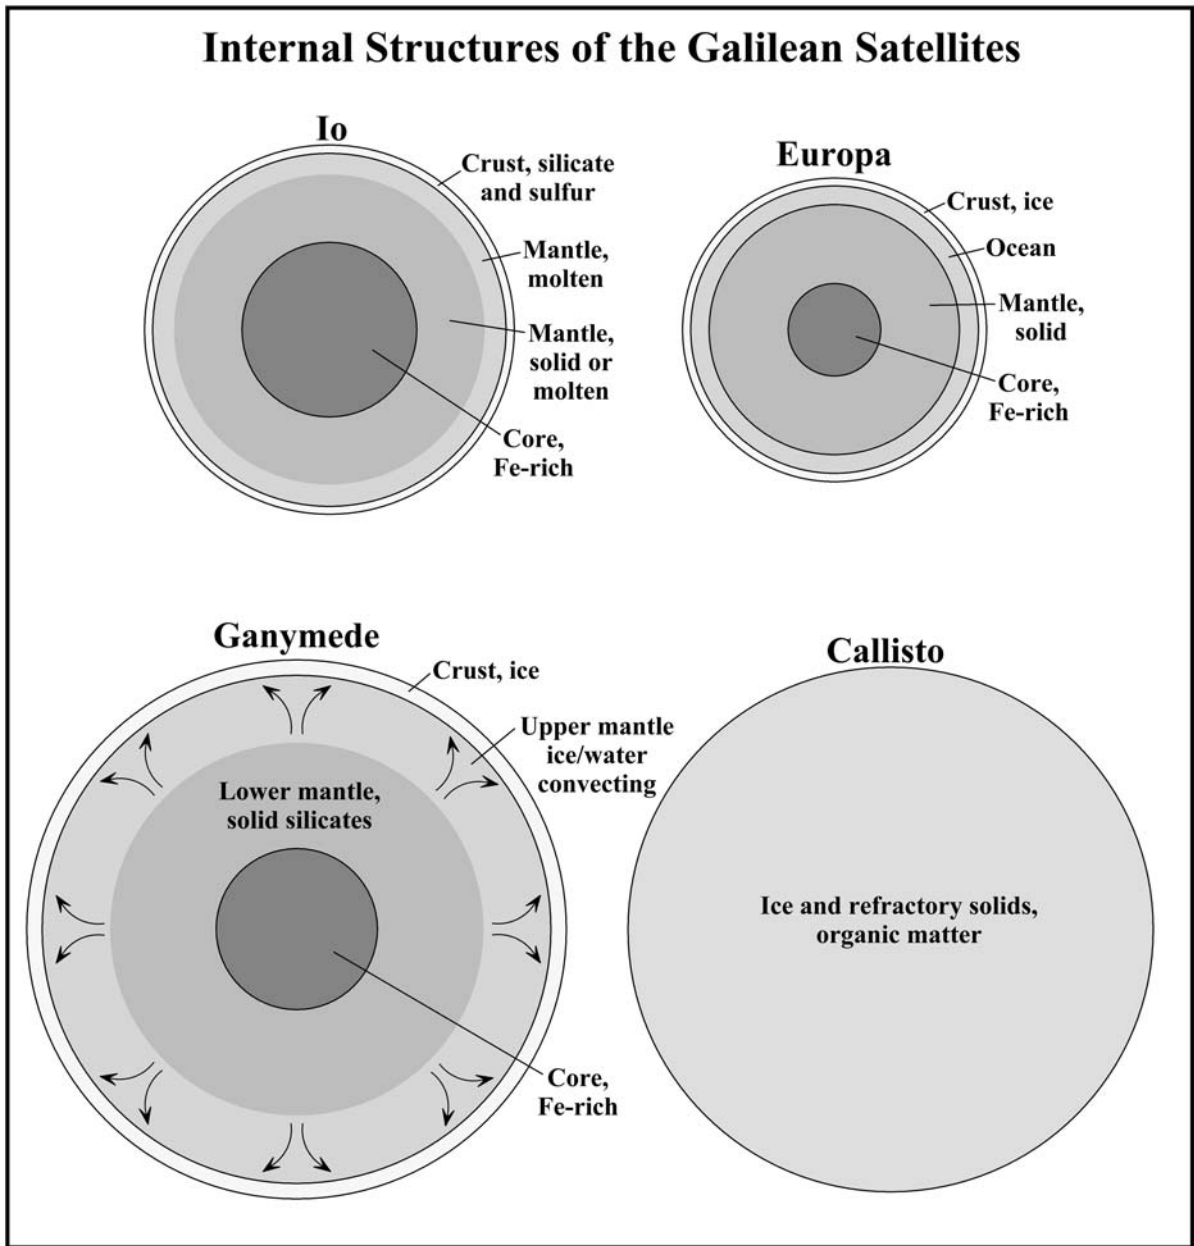 Internal Structures of the Galilean Satellites
Io
Crust, silicate
and sulfur
Mantle,
molten
Mantle,
solid or
molten
Core,
Fe-rich
Europa
Crust, ice
Ocean
Mantle,
solid
Core,
Fe-rich
Ganymede
Crust, ice
Upper mantle
ice/water
convecting
Lower mantle,
solid silicates
Core,
Fe-rich
Callisto
Ice and refractory solids,
organic matter